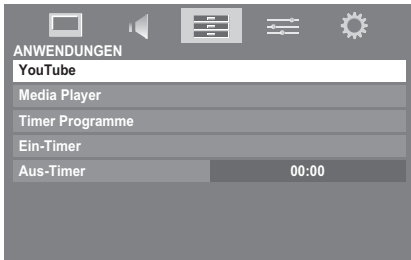 ANWENDUNGEN
YouTube
Media Player
Timer Programme
Ein-Timer
Aus-Timer 00:00